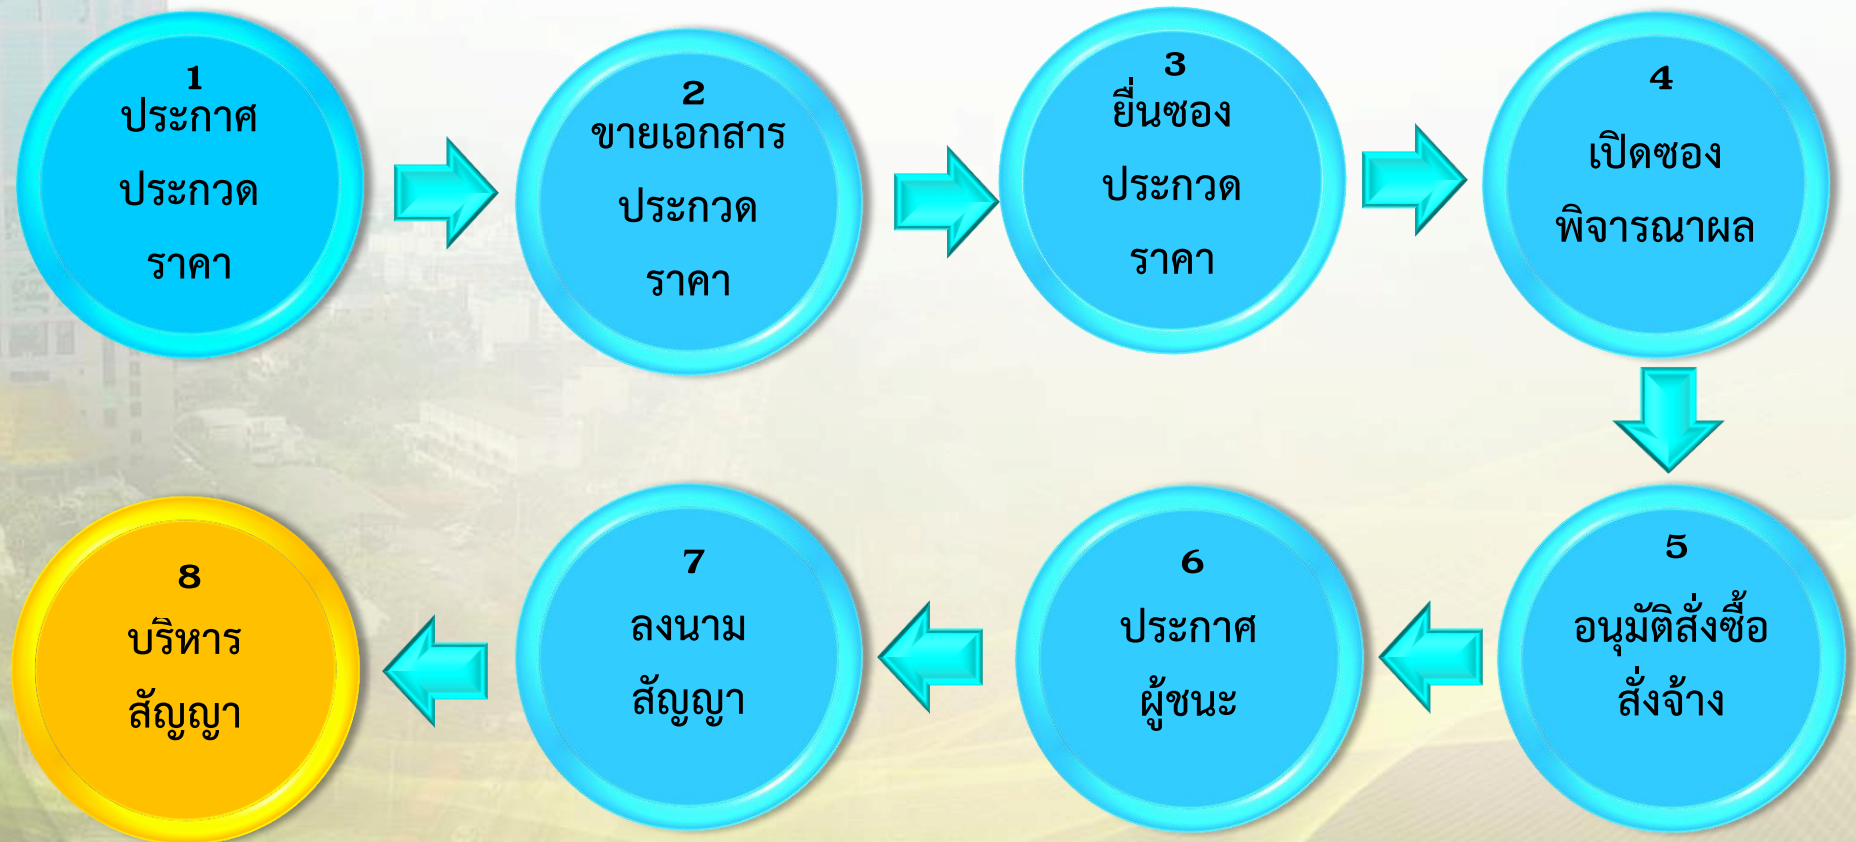 1
ประกาศ
ประกวด
ราคา
2
ขายเอกสาร
ประกวด
ราคา
3
ยื่นซอง
ประกวด
ราคา
4
เปิดซอง
พิจารณาผล
5
อนุมัติสั่งซื้อ
สั่งจ้าง
6
ประกาศ
ผู้ชนะ
7
ลงนาม
สัญญา
8
บริหาร
สัญญา